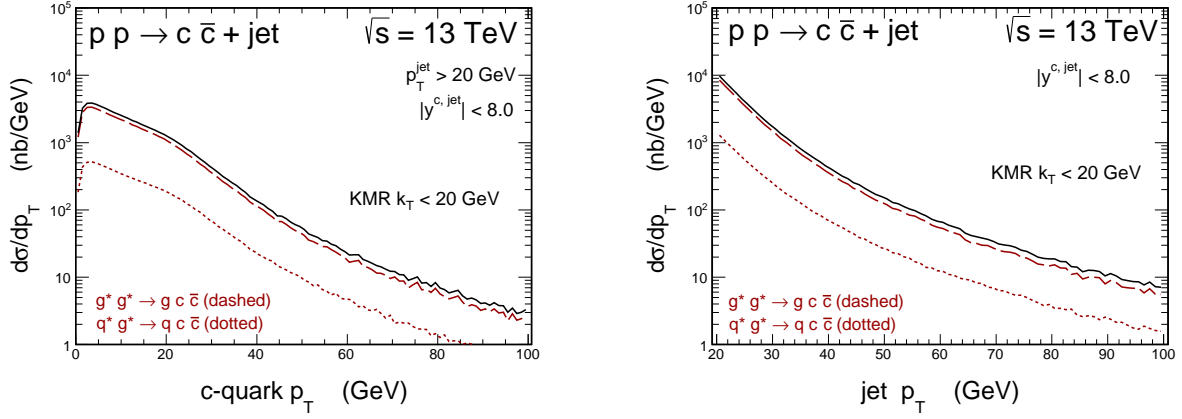 p p → c c̄ + jet √s = 13 TeV
p_T^jet > 20 GeV
|y^{c, jet}| < 8.0
KMR k_T < 20 GeV
g* g* → g c c̄ (dashed)
q* g* → q c c̄ (dotted)
dσ/dp_T (nb/GeV)
10^5
10^4
10^3
10^2
10
1
0 20 40 60 80 100
c-quark p_T (GeV)
p p → c c̄ + jet √s = 13 TeV
|y^{c, jet}| < 8.0
KMR k_T < 20 GeV
g* g* → g c c̄ (dashed)
q* g* → q c c̄ (dotted)
dσ/dp_T (nb/GeV)
10^5
10^4
10^3
10^2
10
1
20 30 40 50 60 70 80 90 100
jet p_T (GeV)